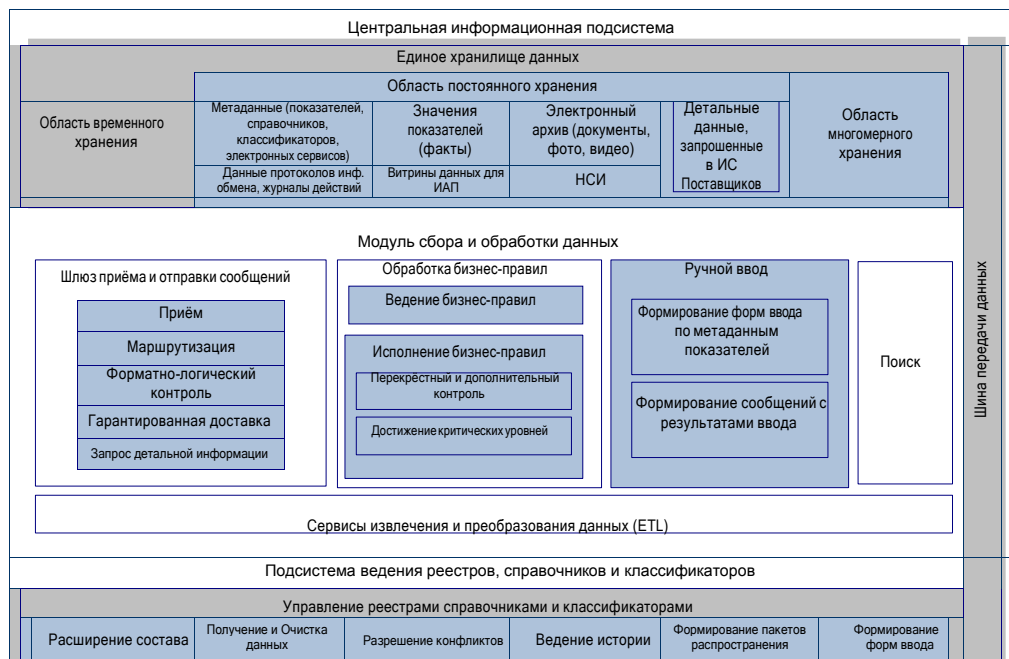 Центральная информационная подсистема
Единое хранилище данных
Область постоянного хранения
Область временного
хранения
Метаданные (показателей,
справочников,
классификаторов,
электронных сервисов)
Значения
показателей
(факты)
Электронный
архив (документы,
фото, видео)
Детальные
данные,
запрошенные
в ИС
Поставщиков
Область
многомерного
хранения
Данные протоколов инф.
обмена, журналы действий
Витрины данных для
ИАП
НСИ
Модуль сбора и обработки данных
Шлюз приёма и отправки сообщений
Приём
Маршрутизация
Форматно-логический
контроль
Гарантированная доставка
Запрос детальной информации
Обработка бизнес-правил
Ведение бизнес-правил
Исполнение бизнес-правил
Перекрёстный и дополнительный
контроль
Достижение критических уровней
Ручной ввод
Формирование форм ввода
по метаданным
показателей
Формирование сообщений с
результатами ввода
Поиск
Шина передачи данных
Сервисы извлечения и преобразования данных (ETL)
Подсистема ведения реестров, справочников и классификаторов
Управление реестрами справочниками и классификаторами
Расширение состава
Получение и Очистка
данных
Разрешение конфликтов
Ведение истории
Формирование пакетов
распространения
Формирование
форм ввода